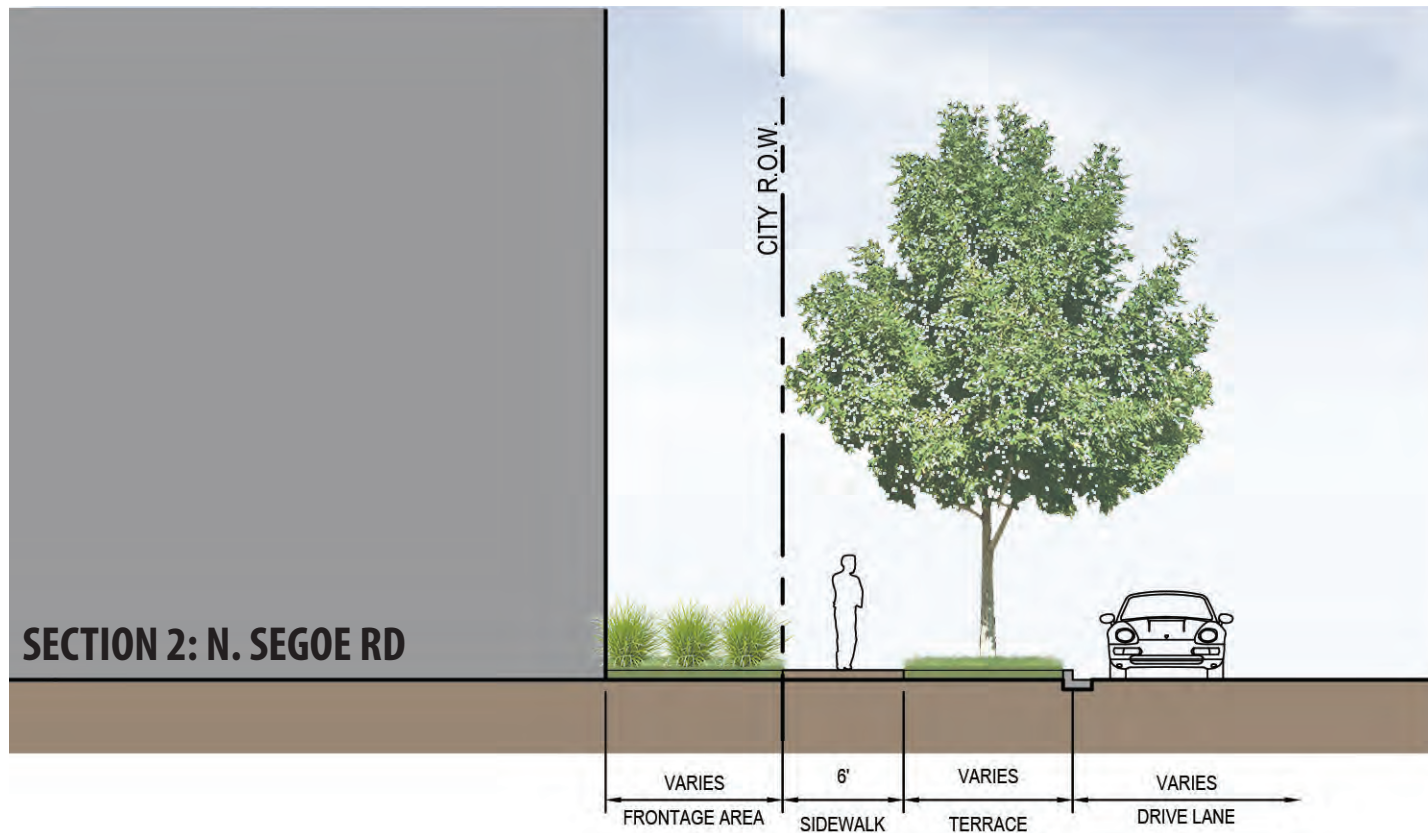 CITY R.O.W.
SECTION 2: N. SEGOE RD
VARIES
6'
VARIES
VARIES
FRONTAGE AREA
SIDEWALK
TERRACE
DRIVE LANE